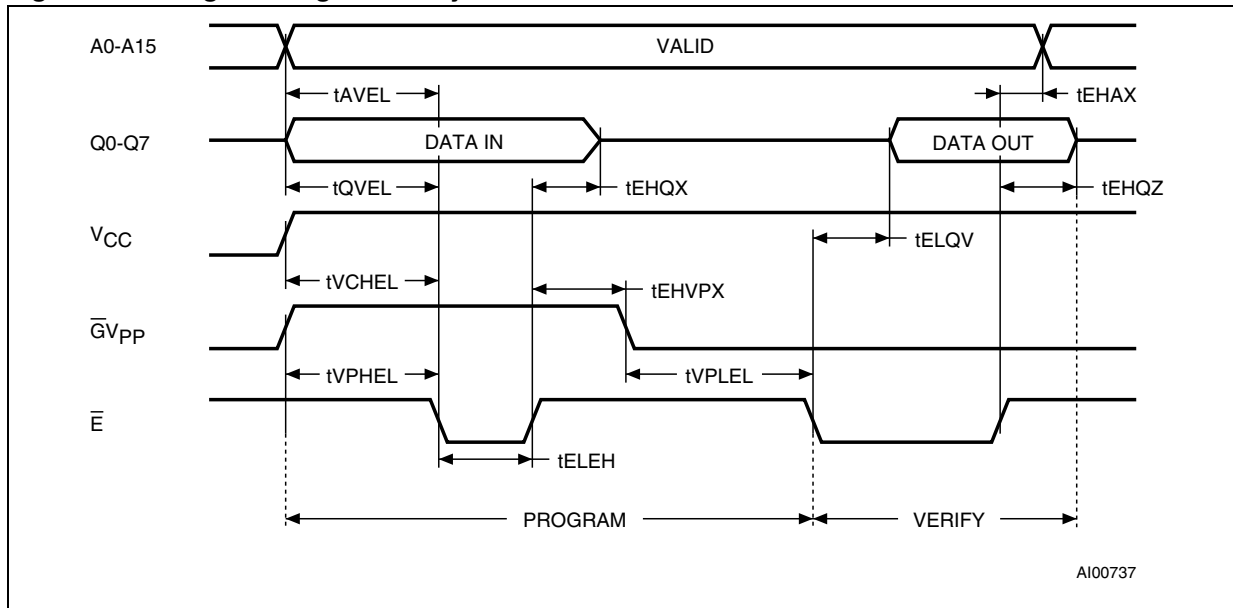 A0-A15
VALID
tAVEL
tEHAX
Q0-Q7
DATA IN
DATA OUT
tQVEL
tEHQX
tEHQZ
VCC
tELQV
tVCHEL
tEHVPX
G̅VPP
tVPHEL
tVPLEL
E̅
tELEH
PROGRAM
VERIFY
AI00737